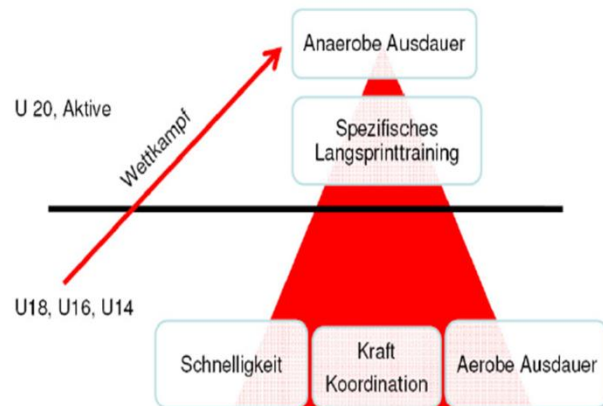 Anaerobe Ausdauer
U 20, Aktive
Wettkampf
Spezifisches
Langsprinttraining
U18, U16, U14
Schnelligkeit
Kraft
Koordination
Aerobe Ausdauer